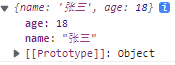 ▼ {name: '张三', age: 18}
age: 18
name: "张三"
▶ [[Prototype]]: Object